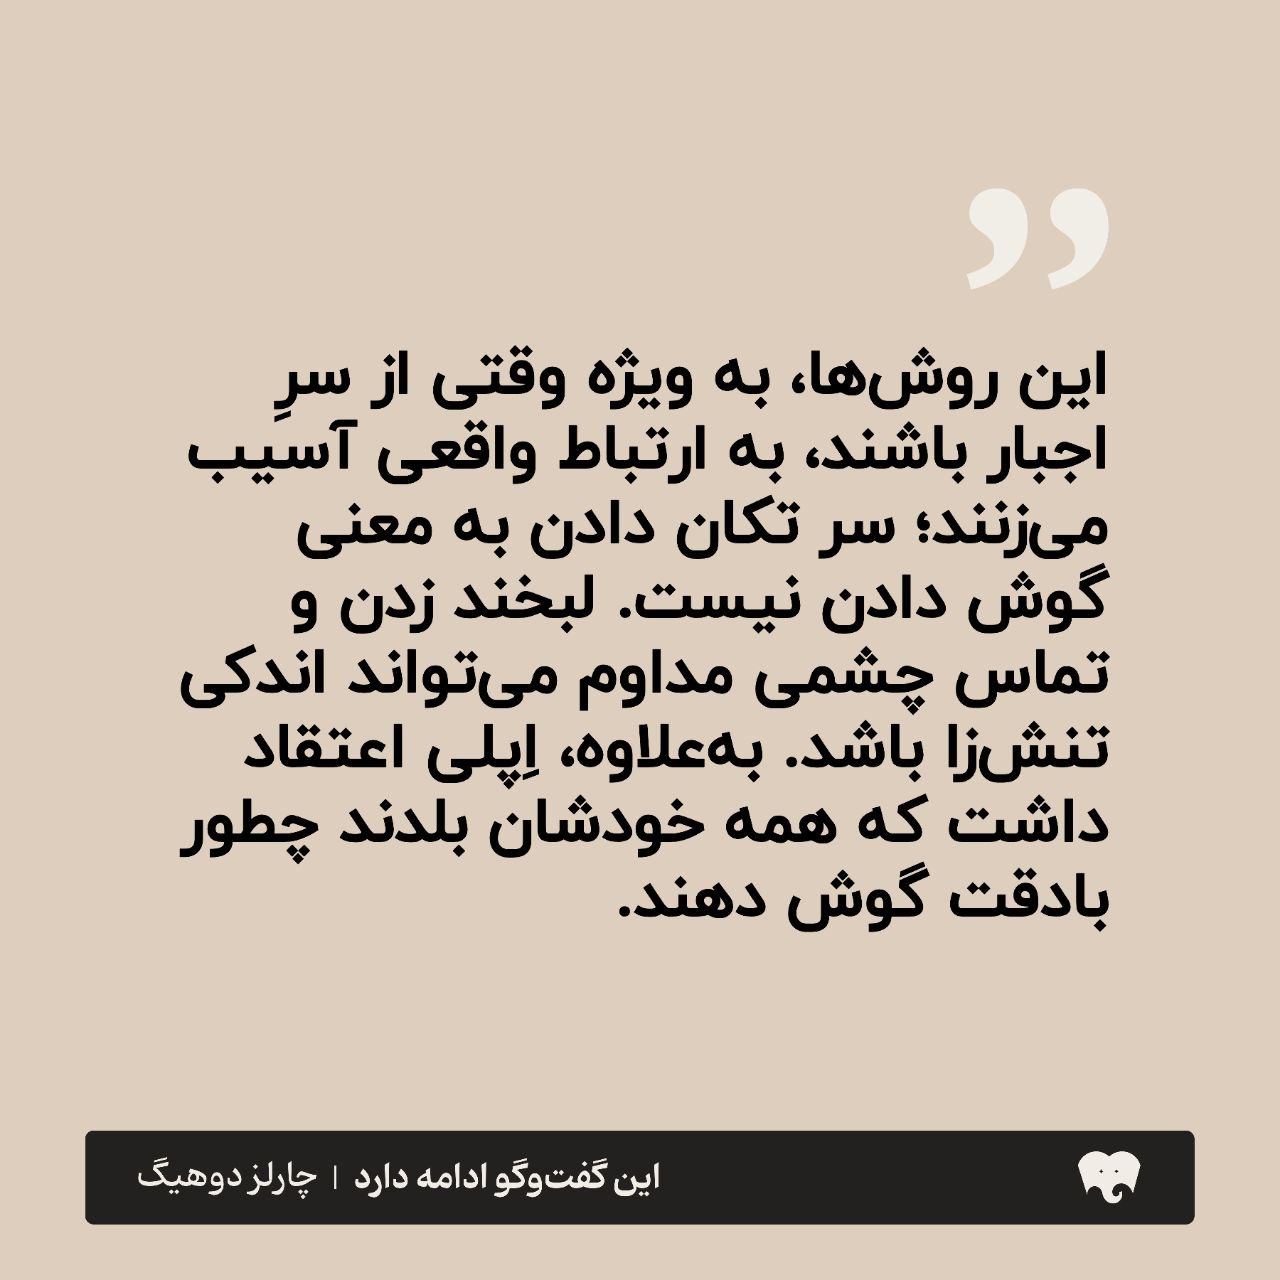 ”
این روش‌ها، به ویژه وقتی از سرِ
اجبار باشند، به ارتباط واقعی آسیب
می‌زنند؛ سر تکان دادن به معنی
گوش دادن نیست. لبخند زدن و
تماس چشمی مداوم می‌تواند اندکی
تنش‌زا باشد. به‌علاوه، اِپلی اعتقاد
داشت که همه خودشان بلدند چطور
بادقت گوش دهند.
این گفت‌وگو ادامه دارد | چارلز دوهیگ